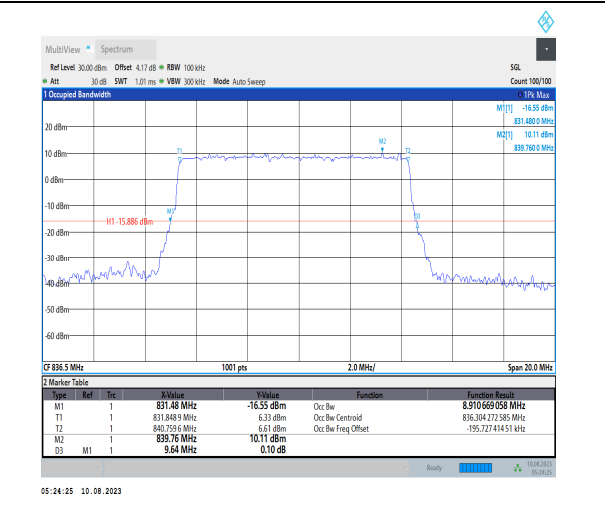 MultiView Spectrum
Ref Level 30.00 dBm Offset 4.17 dB RBW 100 kHz SGL
Att 30 dB SWT 1.01 ms VBW 300 kHz Mode Auto Sweep Count 100/100
1 Occupied Bandwidth 1Pk Max
M1[1] -16.55 dBm
831.480 0 MHz
M2[1] 10.11 dBm
839.760 0 MHz
20 dBm
M2
T1 T2
10 dBm
0 dBm
-10 dBm
M1
H1 -15.886 dBm
-20 dBm
-30 dBm
-40 dBm
-50 dBm
-60 dBm
CF 836.5 MHz 1001 pts 2.0 MHz/ Span 20.0 MHz
2 Marker Table
Type Ref Trc X-Value Y-Value Function Function Result
M1 1 831.48 MHz -16.55 dBm Occ Bw 8.910 669 058 MHz
T1 1 831.848 9 MHz 6.33 dBm Occ Bw Centroid 836.304 272 585 MHz
T2 1 840.759 6 MHz 6.61 dBm Occ Bw Freq Offset -195.727 414 51 kHz
M2 1 839.76 MHz 10.11 dBm
D3 M1 1 9.64 MHz 0.10 dB
Ready 10.08.2023
05:24:25
05:24:25 10.08.2023